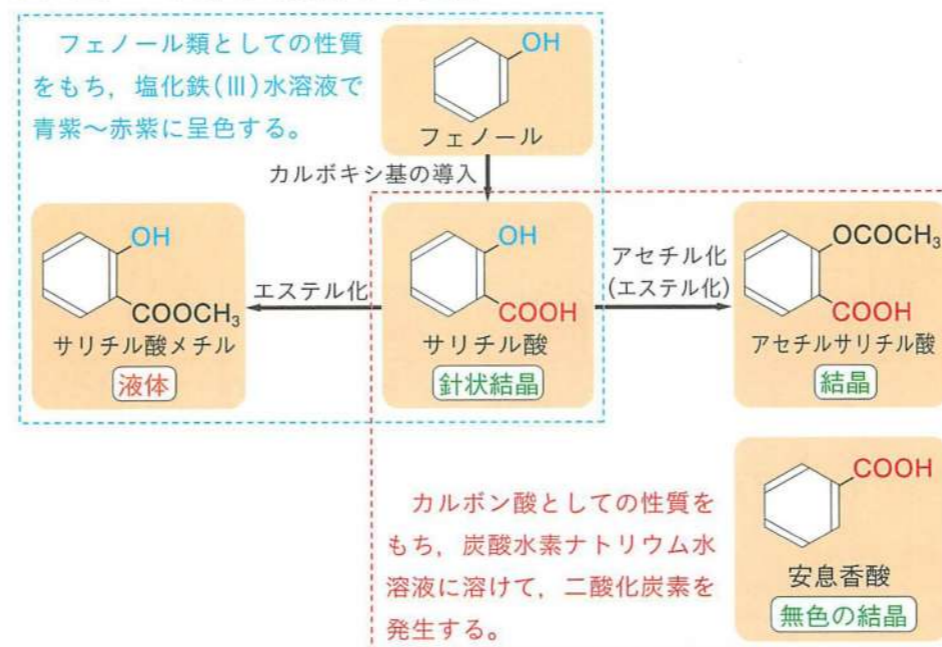 フェノール類としての性質
をもち，塩化鉄(Ⅲ)水溶液で
青紫～赤紫に呈色する。
OH
フェノール
カルボキシ基の導入
OH
COOCH₃
サリチル酸メチル
液体
エステル化
OH
COOH
サリチル酸
針状結晶
アセチル化
(エステル化)
OCOCH₃
COOH
アセチルサリチル酸
結晶
カルボン酸としての性質を
もち，炭酸水素ナトリウム水
溶液に溶けて，二酸化炭素を
発生する。
COOH
安息香酸
無色の結晶